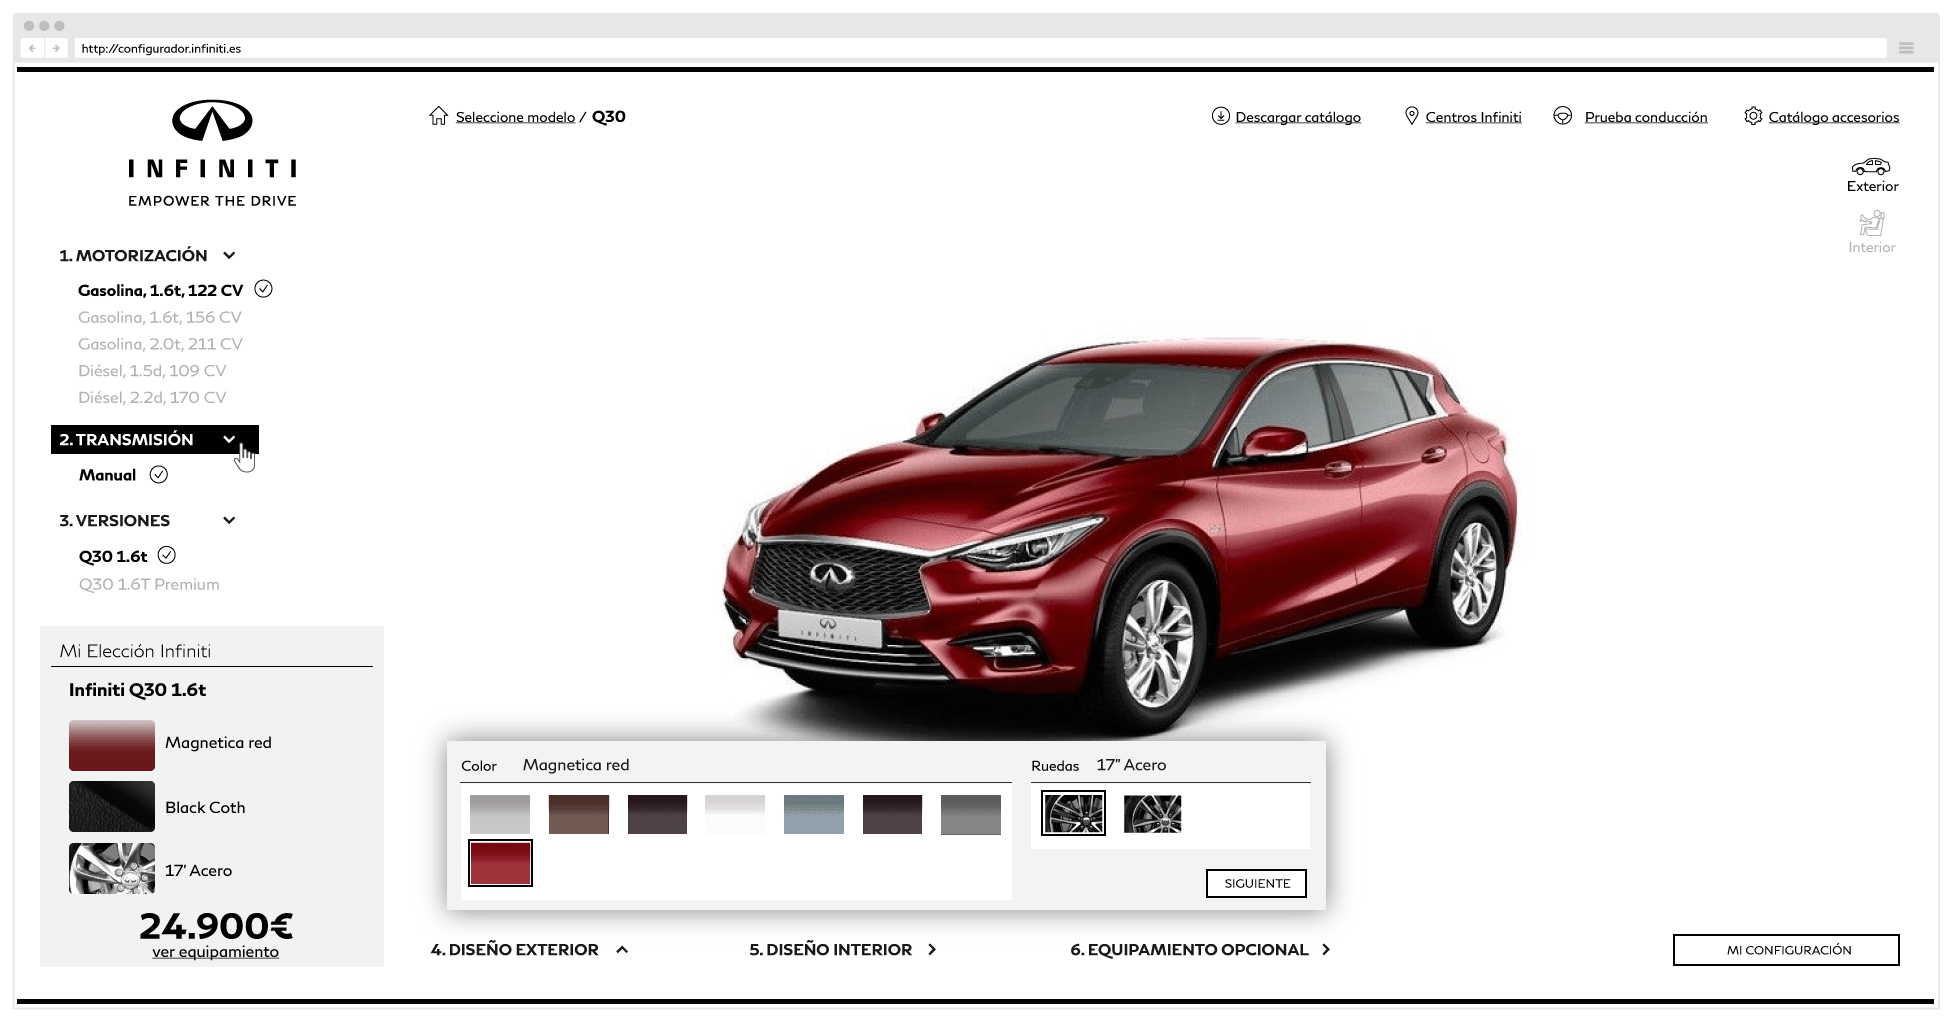 http://configurador.infiniti.es
INFINITI
EMPOWER THE DRIVE
Seleccione modelo / Q30
Descargar catálogo
Centros Infiniti
Prueba conducción
Catálogo accesorios
Exterior
Interior
1. MOTORIZACIÓN
Gasolina, 1.6t, 122 CV
Gasolina, 1.6t, 156 CV
Gasolina, 2.0t, 211 CV
Diésel, 1.5d, 109 CV
Diésel, 2.2d, 170 CV
2. TRANSMISIÓN
Manual
3. VERSIONES
Q30 1.6t
Q30 1.6T Premium
Mi Elección Infiniti
Infiniti Q30 1.6t
Magnetica red
Black Coth
17' Acero
24.900€
ver equipamiento
INFINITI
Color Magnetica red
Ruedas 17" Acero
SIGUIENTE
4. DISEÑO EXTERIOR
5. DISEÑO INTERIOR
6. EQUIPAMIENTO OPCIONAL
MI CONFIGURACIÓN